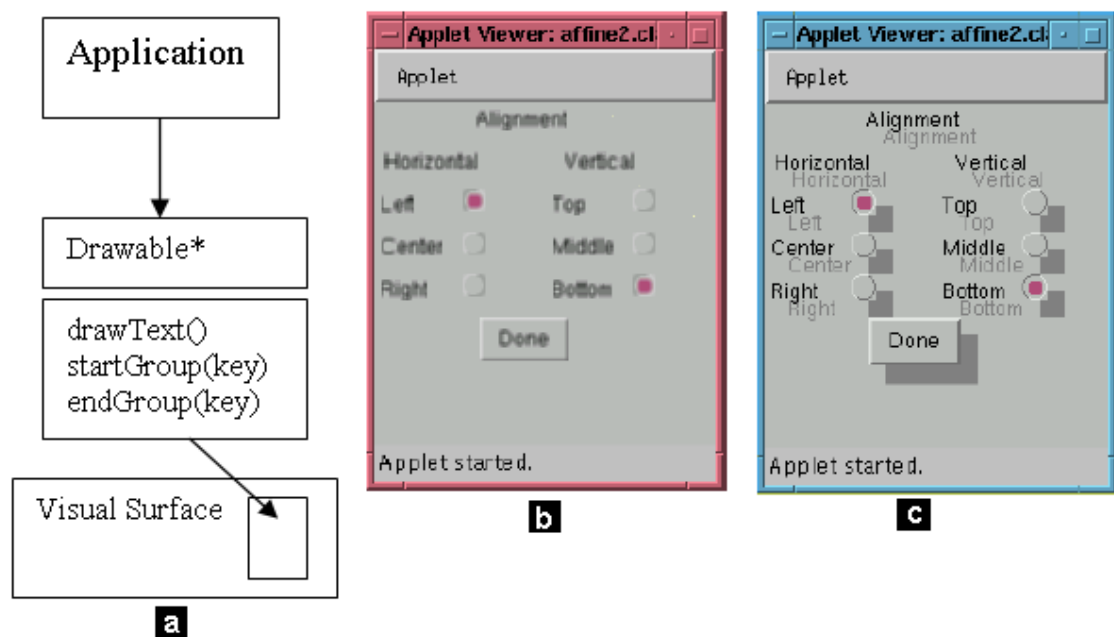 Application
Drawable*
drawText()
startGroup(key)
endGroup(key)
Visual Surface
a
Applet Viewer: affine2.cl
Applet
Alignment
Horizontal Vertical
Left Top
Center Middle
Right Bottom
Done
Applet started.
b
Applet Viewer: affine2.cl
Applet
Alignment
Alignment
Horizontal Vertical
Horizontal Vertical
Left Top
Left Top
Center Middle
Center Middle
Right Bottom
Right Bottom
Done
Applet started.
c